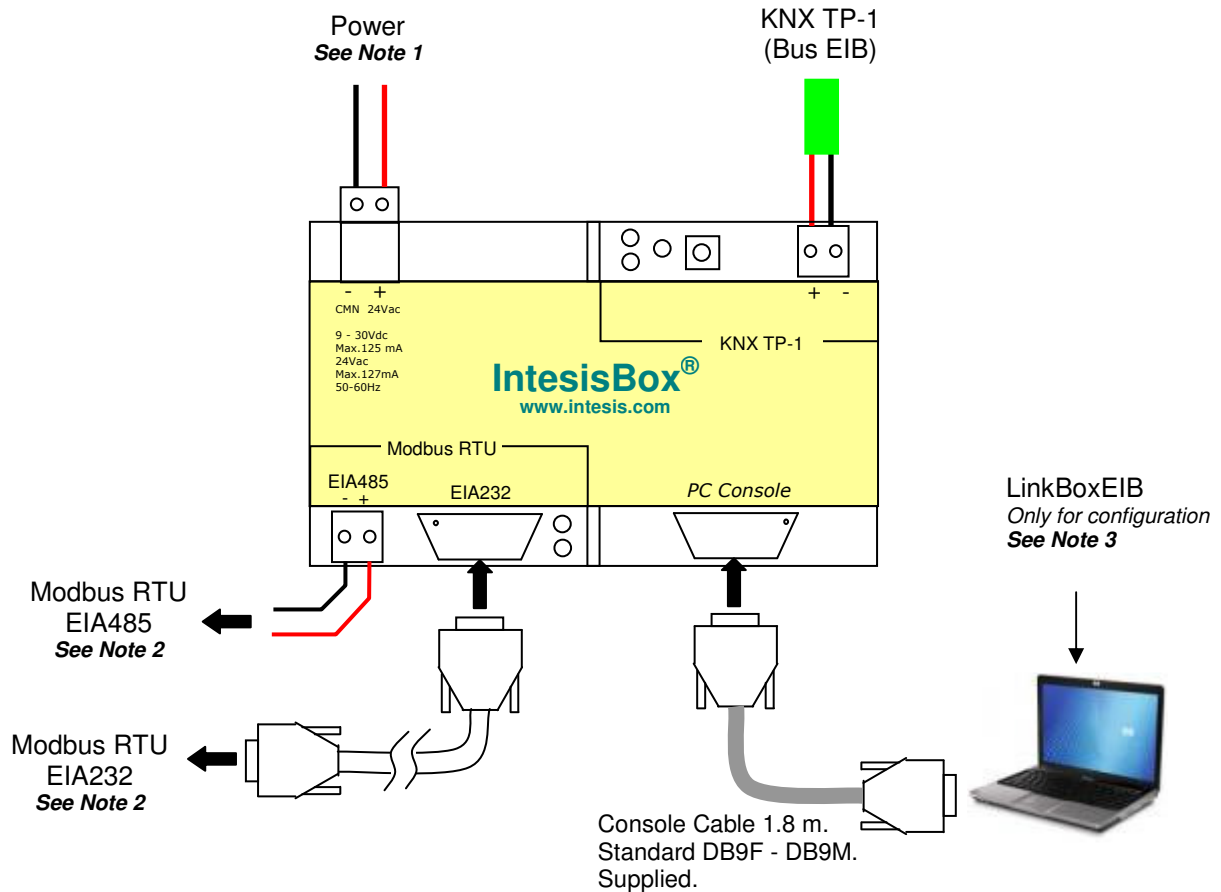 Power
See Note 1
KNX TP-1
(Bus EIB)
- +
CMN 24Vac
9 - 30Vdc
Max.125 mA
24Vac
Max.127mA
50-60Hz
+ -
KNX TP-1
IntesisBox®
www.intesis.com
Modbus RTU
EIA485
- +
EIA232
PC Console
LinkBoxEIB
Only for configuration
See Note 3
Modbus RTU
EIA485
See Note 2
Modbus RTU
EIA232
See Note 2
Console Cable 1.8 m.
Standard DB9F - DB9M.
Supplied.